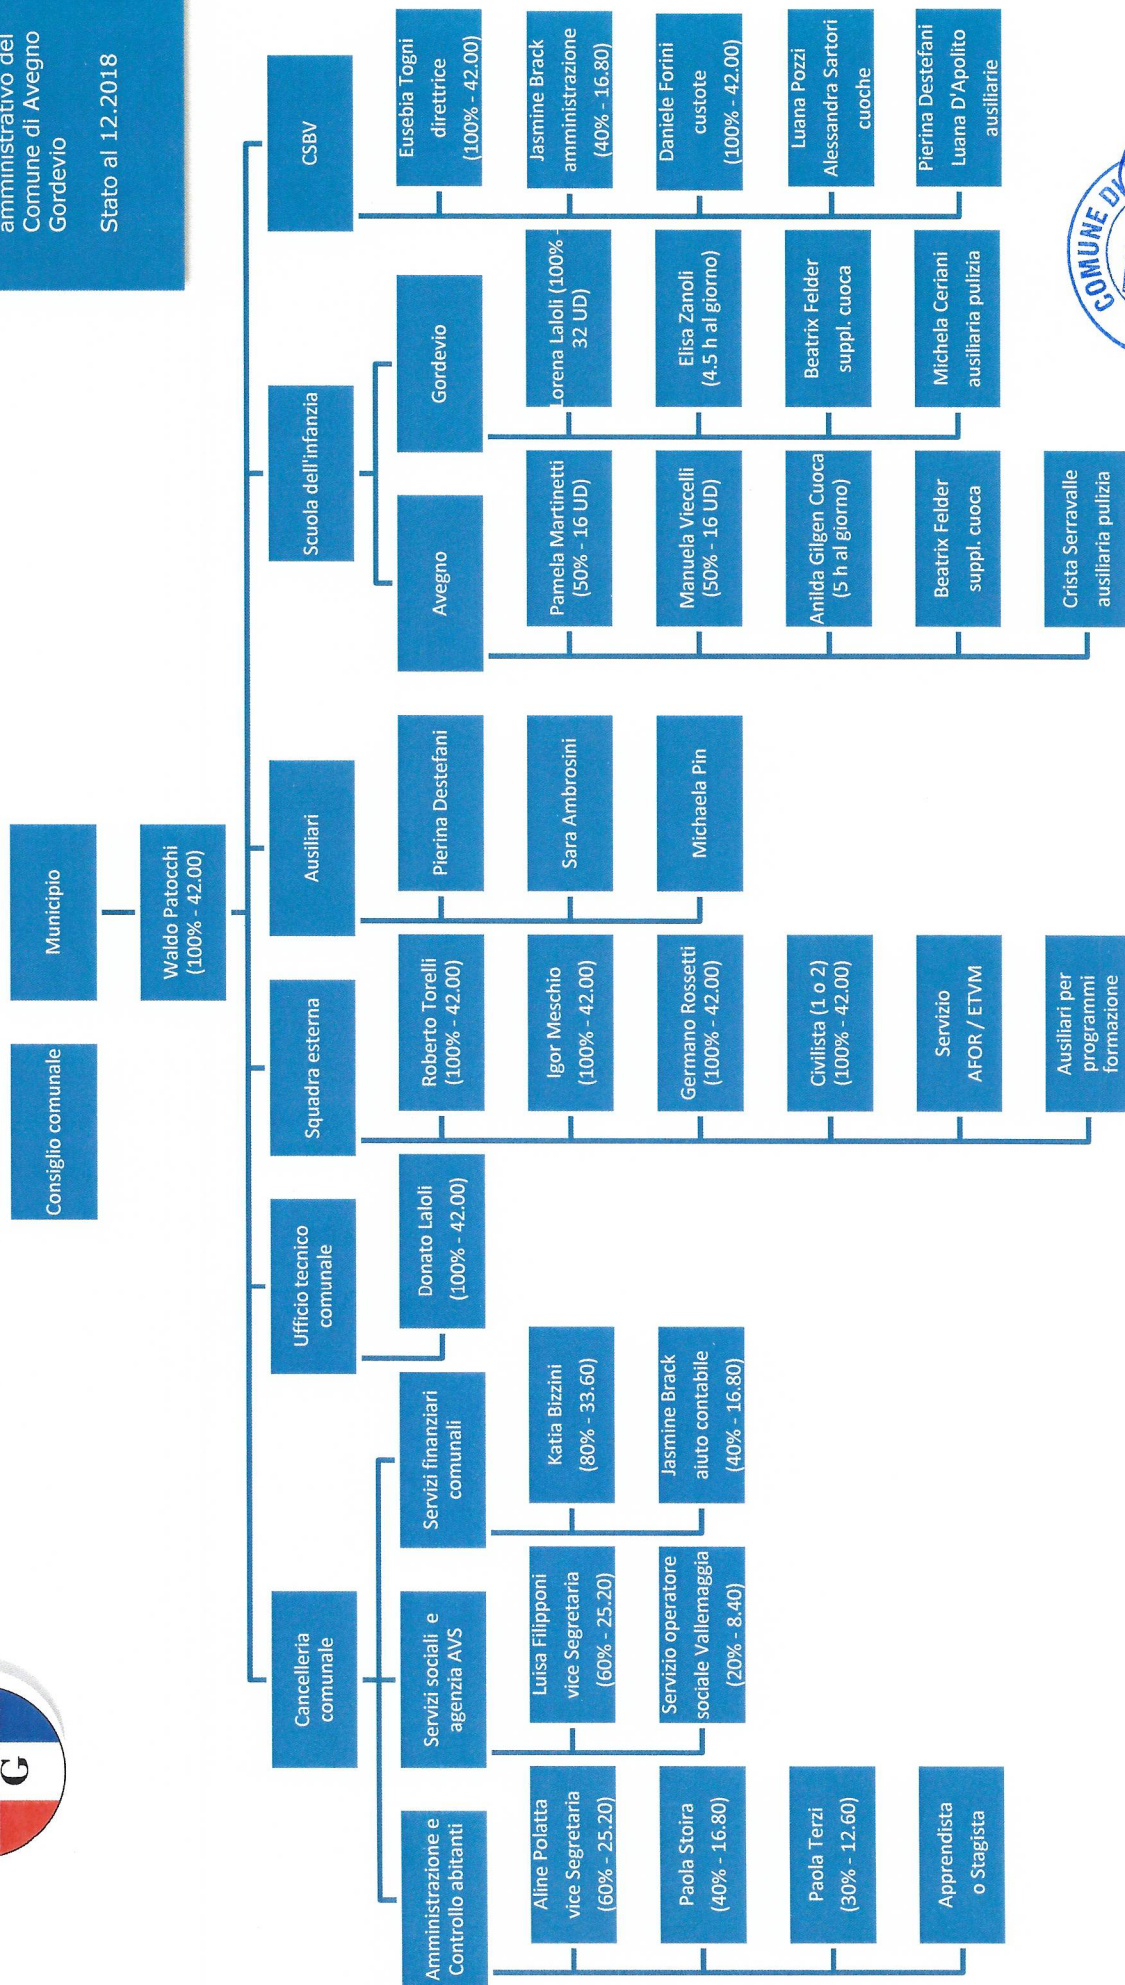 G
amministrativo del
Comune di Avegno
Gordevio
Stato al 12.2018
Consiglio comunale
Municipio
Waldo Patocchi
(100% - 42.00)
Cancelleria
comunale
Amministrazione e
Controllo abitanti
Aline Polatta
vice Segretaria
(60% - 25.20)
Paola Stoira
(40% - 16.80)
Paola Terzi
(30% - 12.60)
Apprendista
o Stagista
Servizi sociali e
agenzia AVS
Luisa Filipponi
vice Segretaria
(60% - 25.20)
Servizio operatore
sociale Vallemaggia
(20% - 8.40)
Servizi finanziari
comunali
Katia Bizzini
(80% - 33.60)
Jasmine Brack
aiuto contabile
(40% - 16.80)
Ufficio tecnico
comunale
Donato Laloli
(100% - 42.00)
Squadra esterna
Roberto Torelli
(100% - 42.00)
Igor Meschio
(100% - 42.00)
Germano Rossetti
(100% - 42.00)
Civilista (1 o 2)
(100% - 42.00)
Servizio
AFOR / ETVM
Ausiliari per
programmi
formazione
Ausiliari
Pierina Destefani
Sara Ambrosini
Michaela Pin
Scuola dell'infanzia
Avegno
Pamela Martinetti
(50% - 16 UD)
Manuela Viecelli
(50% - 16 UD)
Anilda Gilgen Cuoca
(5 h al giorno)
Beatrix Felder
suppl. cuoca
Crista Serravalle
ausiliaria pulizia
Gordevio
Lorena Laloli (100% -
32 UD)
Elisa Zanoli
(4.5 h al giorno)
Beatrix Felder
suppl. cuoca
Michela Ceriani
ausiliaria pulizia
CSBV
Eusebia Togni
direttrice
(100% - 42.00)
Jasmine Brack
amministrazione
(40% - 16.80)
Daniele Forini
custote
(100% - 42.00)
Luana Pozzi
Alessandra Sartori
cuoche
Pierina Destefani
Luana D'Apolito
ausiliarie
COMUNE DI